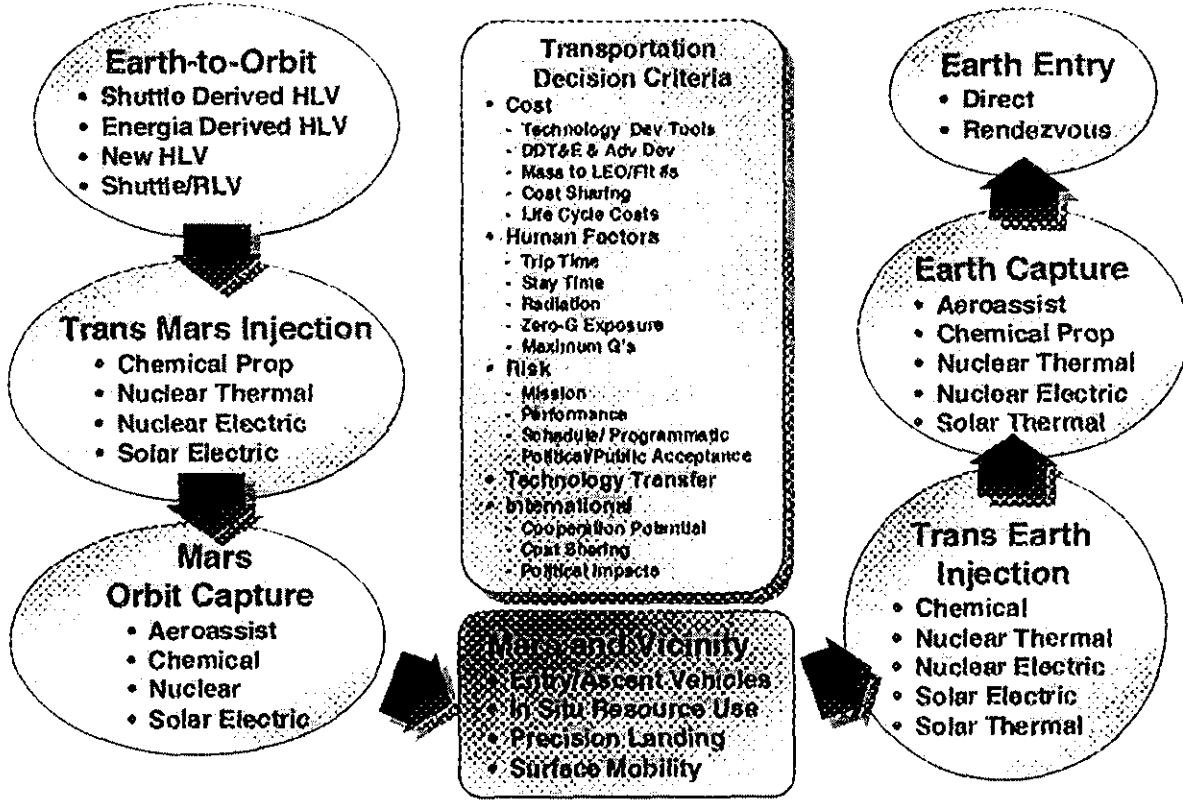 Earth-to-Orbit
• Shuttle Derived HLV
• Energia Derived HLV
• New HLV
• Shuttle/RLV
Trans Mars Injection
• Chemical Prop
• Nuclear Thermal
• Nuclear Electric
• Solar Electric
Mars
Orbit Capture
• Aeroassist
• Chemical
• Nuclear
• Solar Electric
Transportation
Decision Criteria
• Cost
- Technology Dev Tools
- DDT&E & Adv Dev
- Mass to LEO/Flt #s
- Cost Sharing
- Life Cycle Costs
• Human Factors
- Trip Time
- Stay Time
- Radiation
- Zero-G Exposure
- Maximum G's
• Risk
- Mission
- Performance
- Schedule/ Programmatic
- Political/Public Acceptance
• Technology Transfer
• International
- Cooperation Potential
- Cost Sharing
- Political Impacts
Mars and Vicinity
• Entry/Ascent Vehicles
• In Situ Resource Use
• Precision Landing
• Surface Mobility
Trans Earth
Injection
• Chemical
• Nuclear Thermal
• Nuclear Electric
• Solar Electric
• Solar Thermal
Earth Capture
• Aeroassist
• Chemical Prop
• Nuclear Thermal
• Nuclear Electric
• Solar Thermal
Earth Entry
• Direct
• Rendezvous